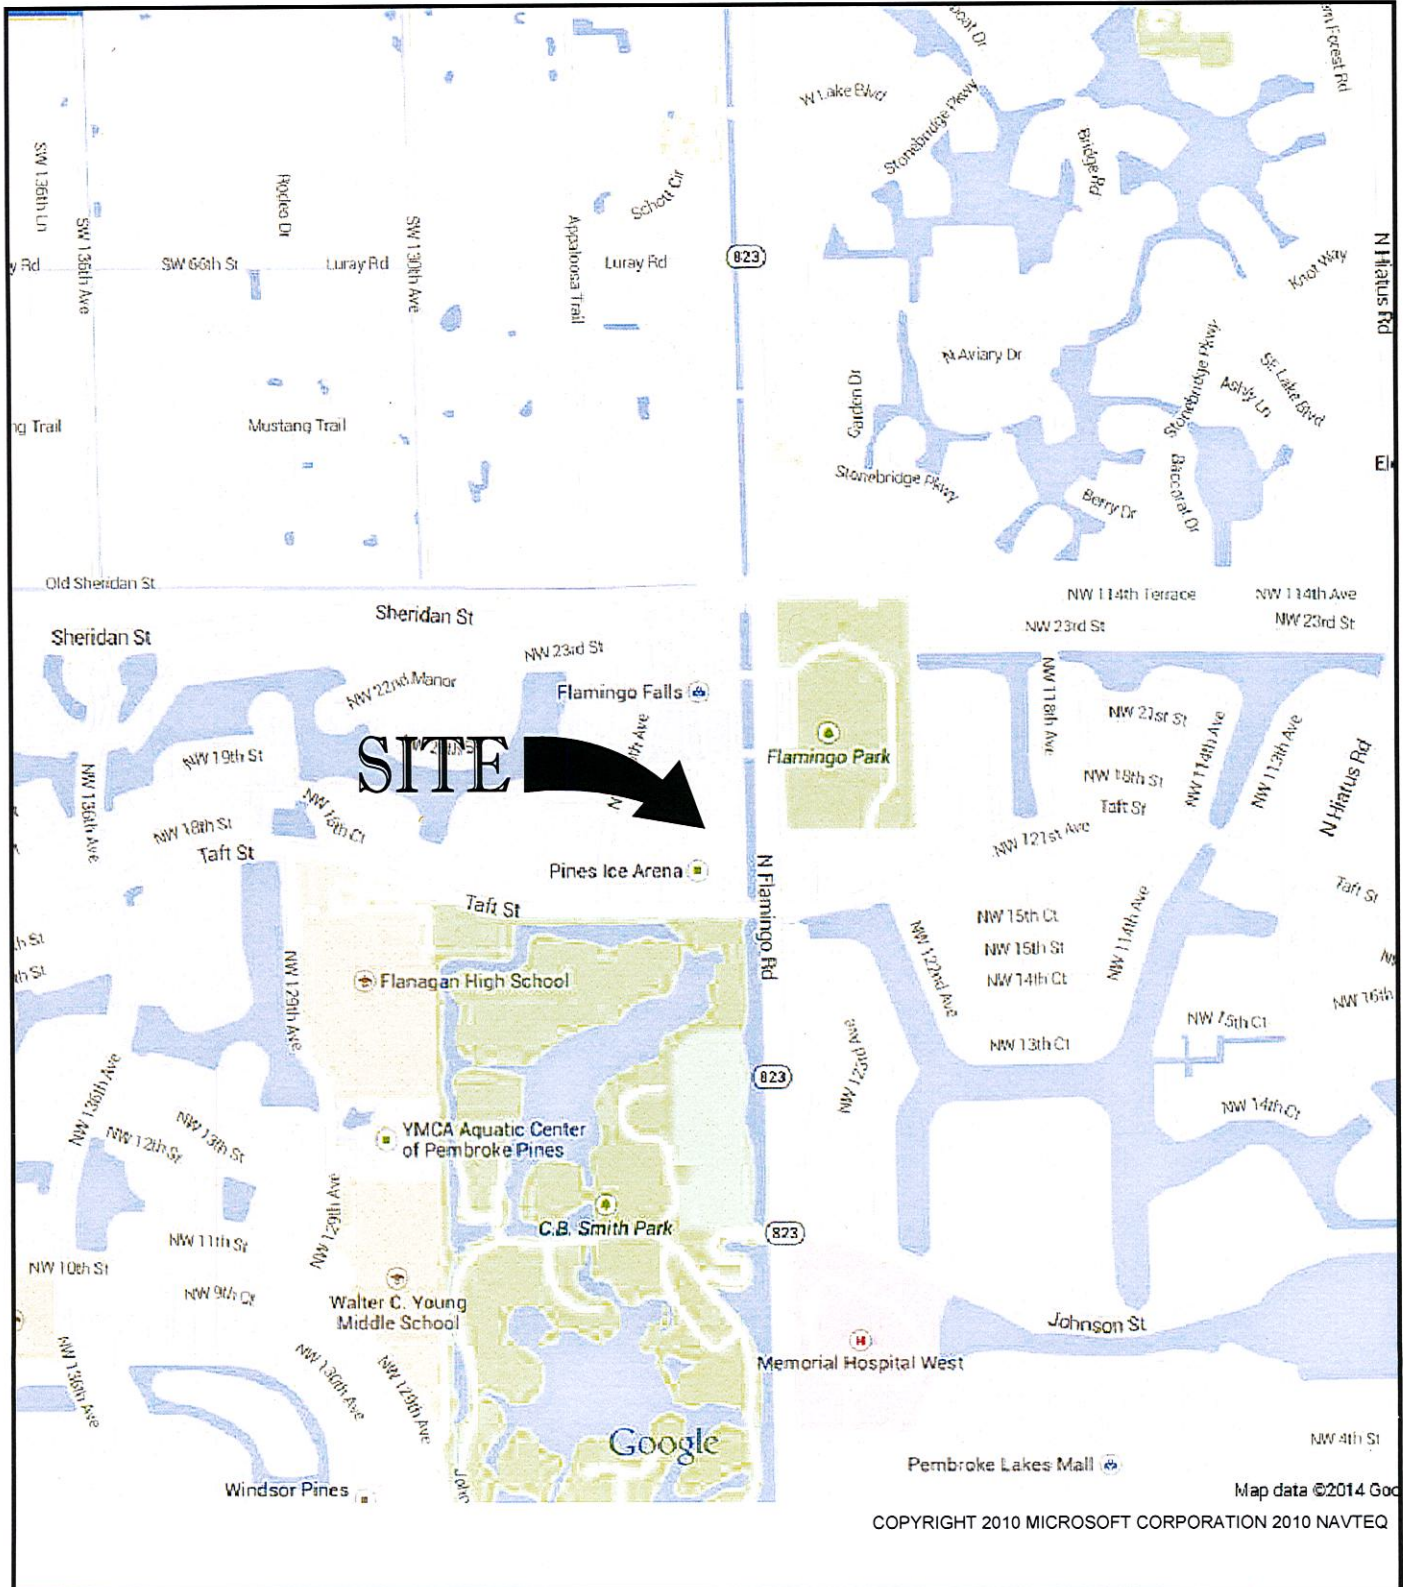 Stonebridge Pkwy
W Lake Blvd
Bridge Rd
SW 136th Ln
Rodeo Dr
Schott Cir
SW 136th Ave
SW 130th Ave
Appaloosa Trail
SW 66th St
Luray Rd
Luray Rd
823
N Hiatus Rd
Knot Way
N Aviary Dr
Garden Dr
Stonebridge Pkwy
SE Lake Blvd
Ashly Ln
Mustang Trail
Stonebridge Pkwy
Berry Dr
Baccarat Dr
Old Sheridan St
Sheridan St
Sheridan St
NW 114th Terrace
NW 114th Ave
NW 23rd St
NW 23rd St
NW 23rd St
NW 22nd Manor
Flamingo Falls
NW 118th Ave
NW 21st St
NW 114th Ave
NW 113th Ave
N Hiatus Rd
NW 19th St
SITE
Flamingo Park
NW 18th St
Taft St
NW 136th Ave
NW 18th St
NW 18th Ct
Taft St
NW 121st Ave
Pines Ice Arena
N Flamingo Rd
Taft St
Taft St
NW 15th Ct
NW 15th St
NW 14th Ct
NW 122nd Ave
NW 114th Ave
NW 129th Ave
Flanagan High School
NW 16th
NW 15th Ct
NW 13th Ct
823
NW 123rd Ave
NW 136th Ave
NW 12th St
NW 13th St
NW 14th Ct
YMCA Aquatic Center
of Pembroke Pines
NW 129th Ave
C.B. Smith Park
823
NW 11th St
NW 10th St
NW 9th Ct
Walter C. Young
Middle School
Johnson St
Memorial Hospital West
NW 136th Ave
NW 130th Ave
NW 129th Ave
Google
NW 4th St
Pembroke Lakes Mall
Windsor Pines
Map data ©2014 Goo
COPYRIGHT 2010 MICROSOFT CORPORATION 2010 NAVTEQ